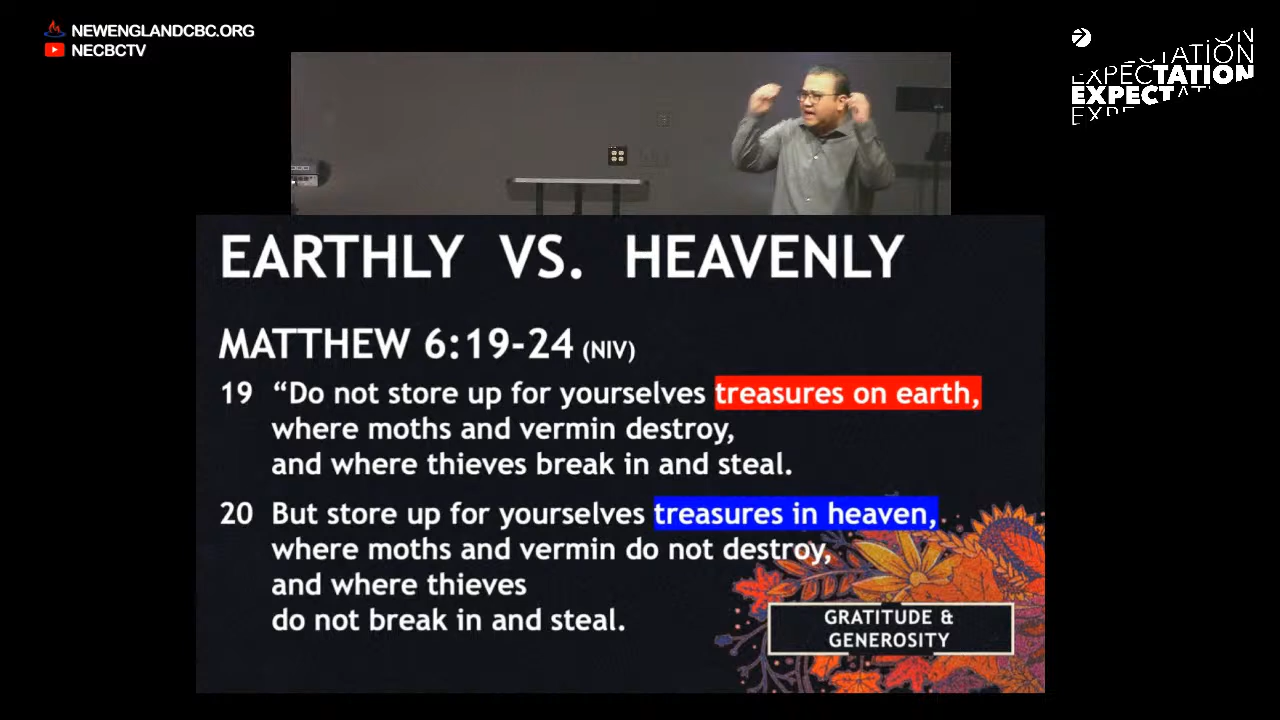 NEWENGLANDCBC.ORG
NECBCTV
EXPECTATION
EXPECTATION
EARTHLY VS. HEAVENLY
MATTHEW 6:19-24 (NIV)
19 “Do not store up for yourselves treasures on earth,
where moths and vermin destroy,
and where thieves break in and steal.
20 But store up for yourselves treasures in heaven,
where moths and vermin do not destroy,
and where thieves
do not break in and steal.
GRATITUDE &
GENEROSITY